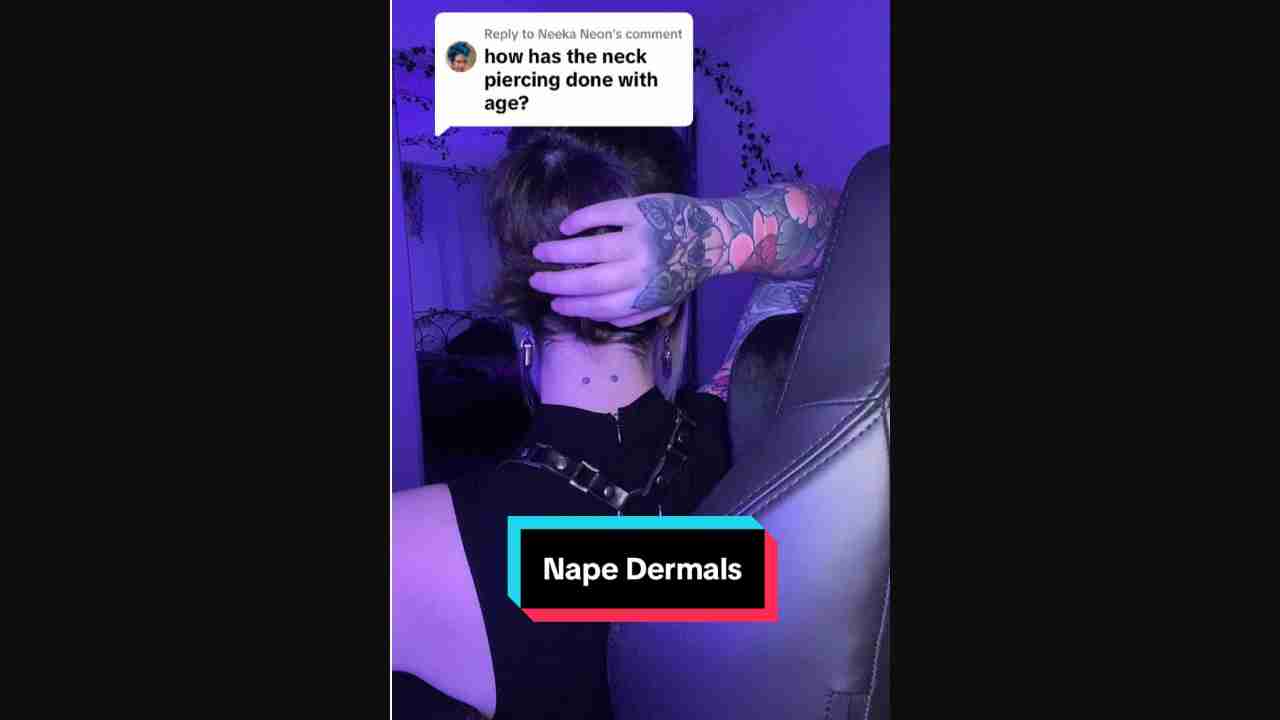 Reply to Neeka Neon's comment
how has the neck
piercing done with
age?
Nape Dermals